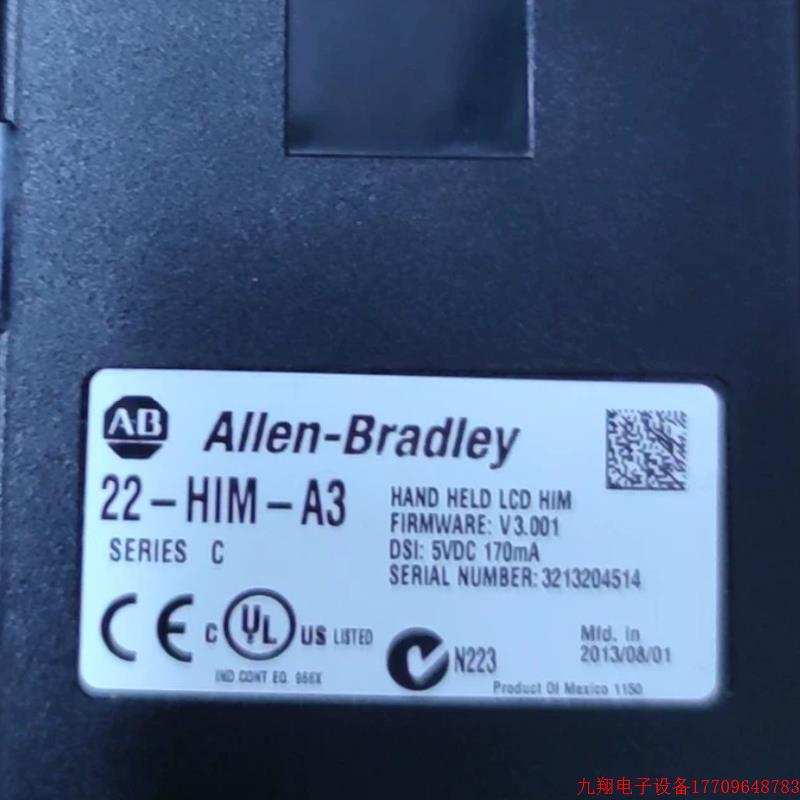 AB Allen-Bradley
22-HIM-A3
SERIES C
HAND HELD LCD HIM
FIRMWARE: V3.001
DSI: 5VDC 170mA
SERIAL NUMBER: 3213204514
CE C UL US LISTED
IND CONT EQ. 966X
N223
Mfd. in
2013/08/01
Product Of Mexico 1150
九翔电子设备17709648783